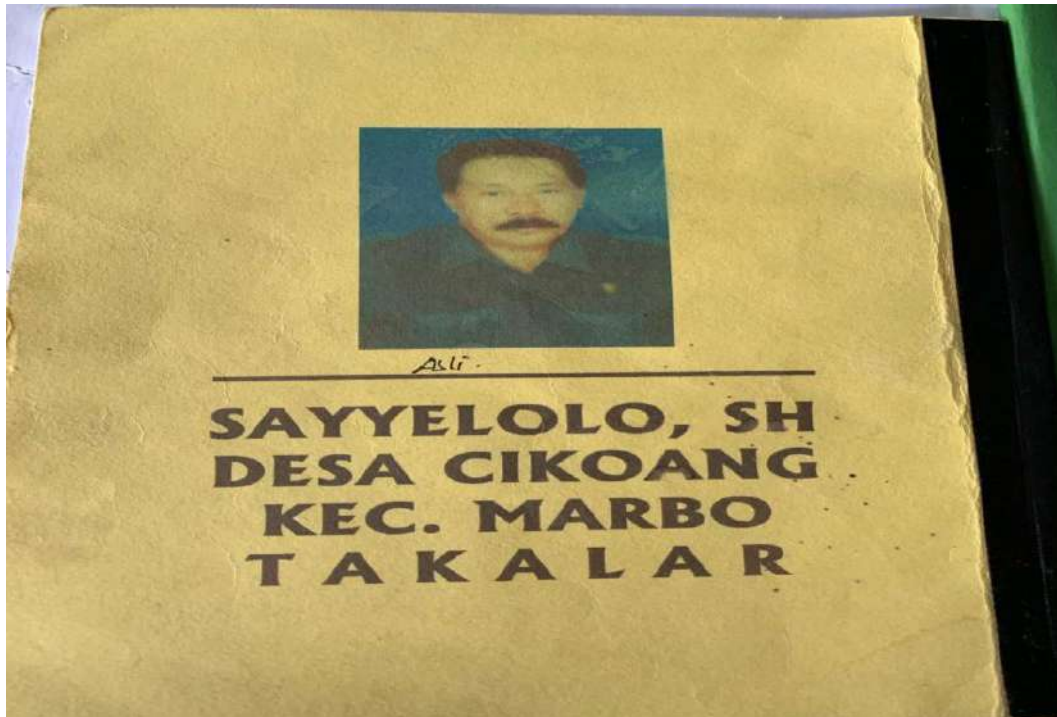 Asli.
SAYYELOLO, SH
DESA CIKOANG
KEC. MARBO
TAKALAR